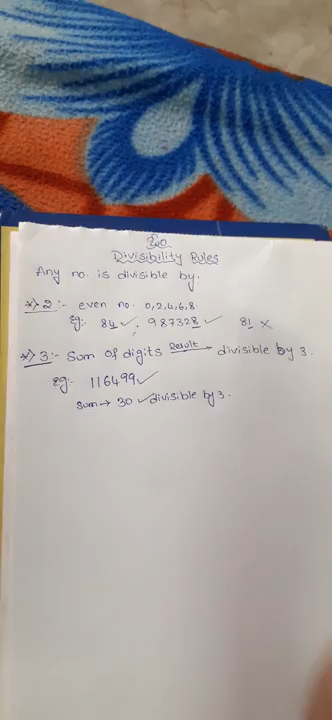 Divisibility Rules
Any no. is divisible by.
*) 2 :- even no. 0,2,4,6,8.
Eg:- 84 ✓ , 987328 ✓ 81 ×
*) 3 :- Sum of digits Result → divisible by 3.
Eg:- 116499 ✓
Sum → 30 ✓ divisible by 3.